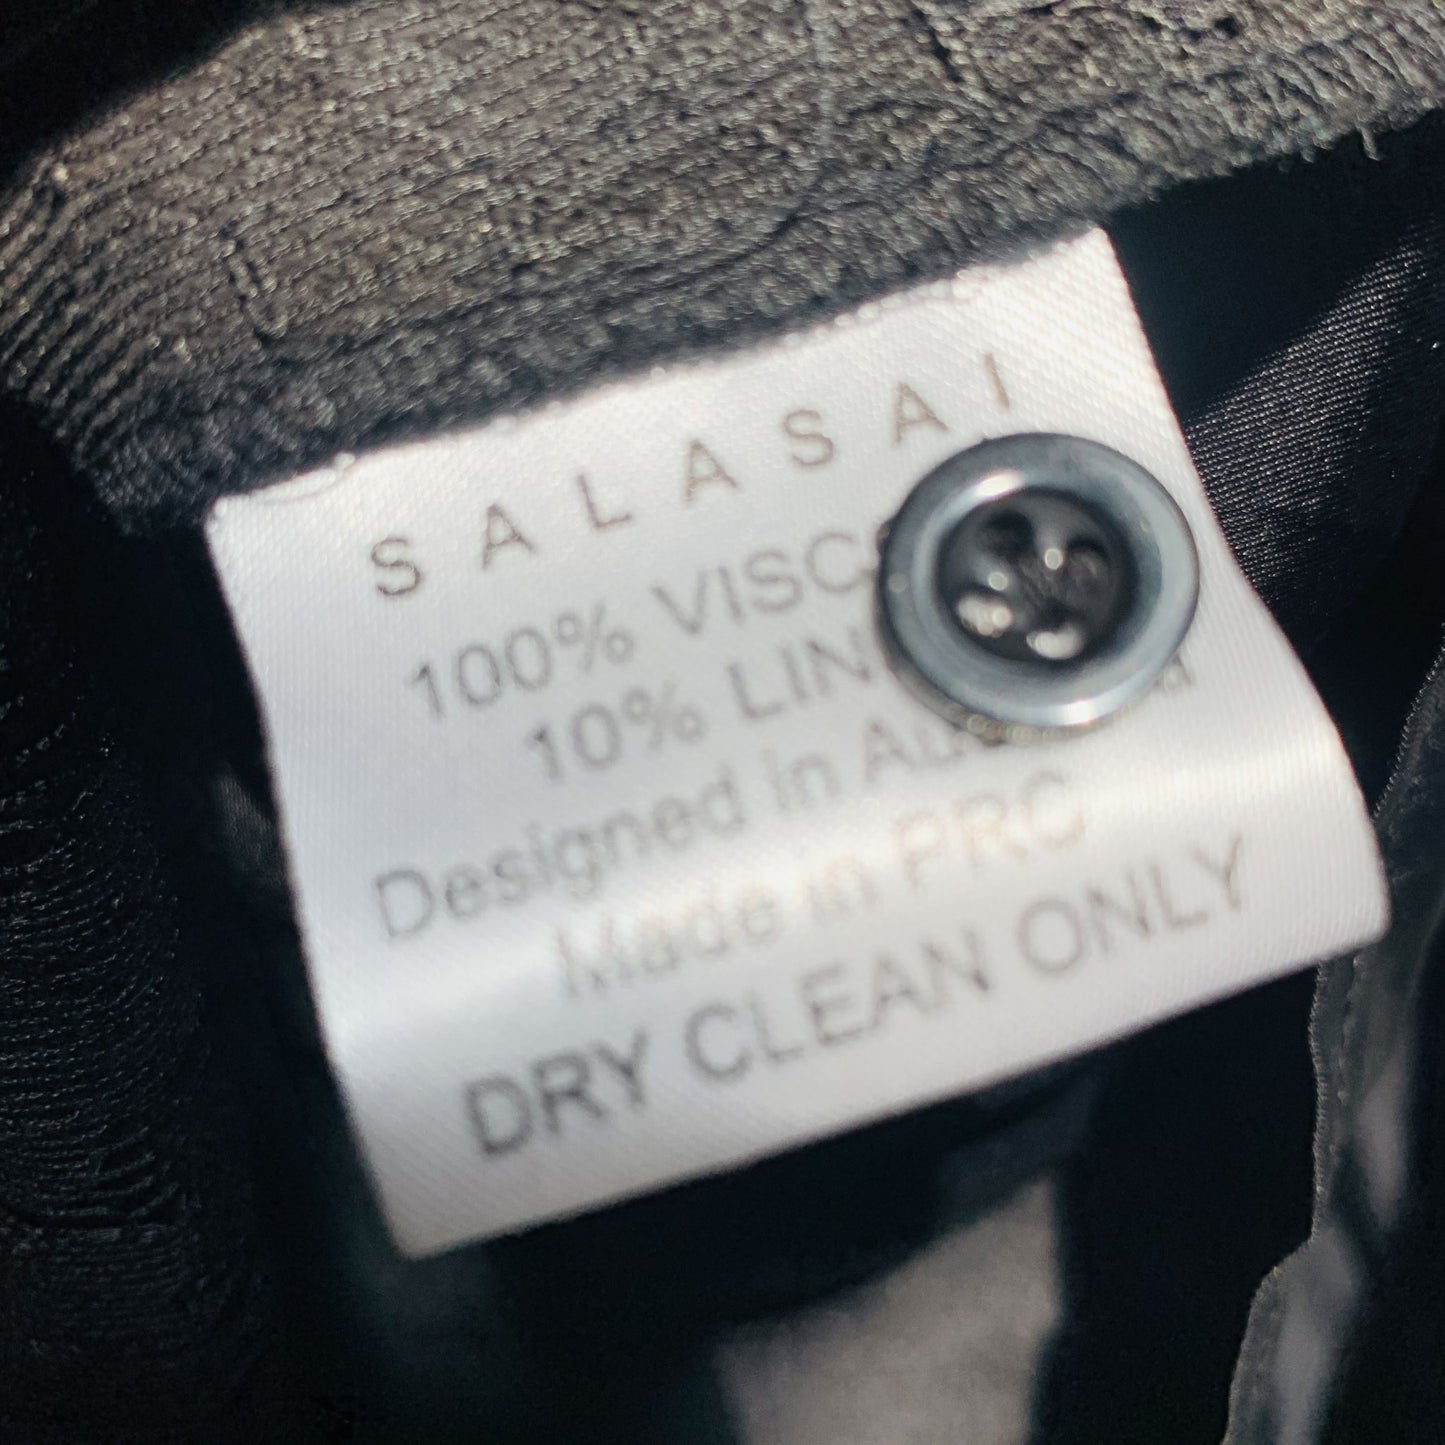 SALASAI
100% VISC
10% LIN
Designed in
Made in PRC
DRY CLEAN ONLY